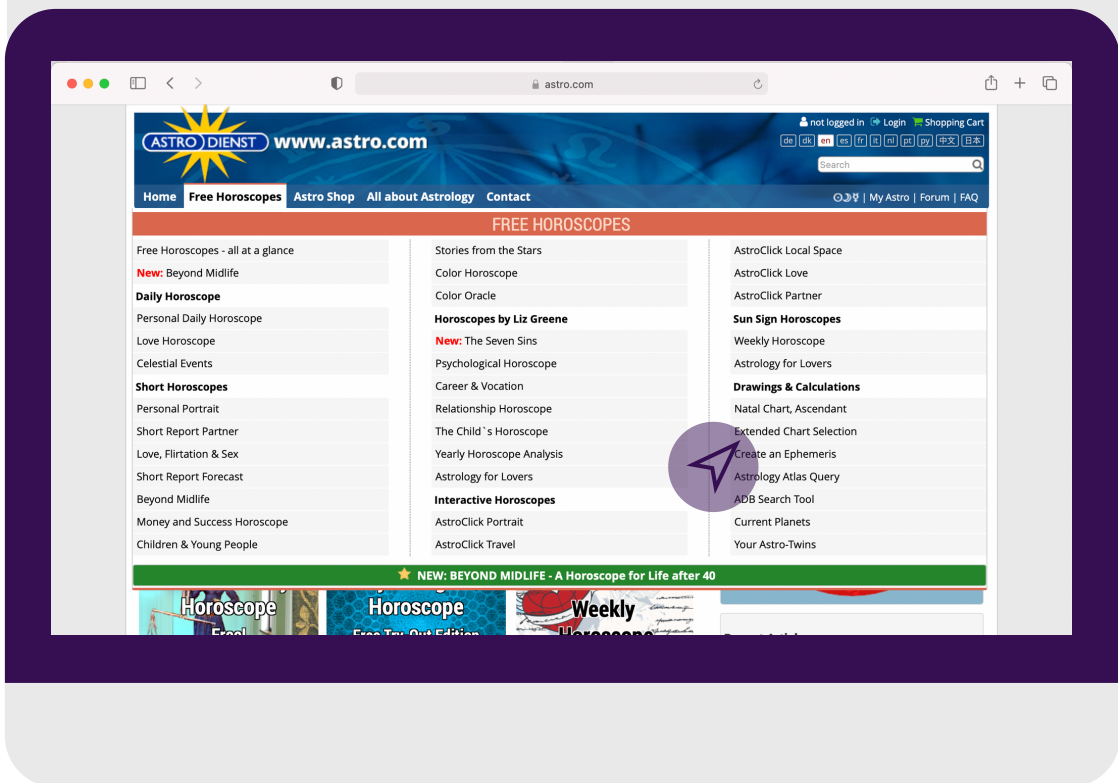 astro.com
not logged in Login Shopping Cart
ASTRO DIENST www.astro.com
de dk en es fr it nl pt ру 中文 日本
Search
Home Free Horoscopes Astro Shop All about Astrology Contact
My Astro | Forum | FAQ
FREE HOROSCOPES
Free Horoscopes - all at a glance
New: Beyond Midlife
Daily Horoscope
Personal Daily Horoscope
Love Horoscope
Celestial Events
Short Horoscopes
Personal Portrait
Short Report Partner
Love, Flirtation & Sex
Short Report Forecast
Beyond Midlife
Money and Success Horoscope
Children & Young People
Stories from the Stars
Color Horoscope
Color Oracle
Horoscopes by Liz Greene
New: The Seven Sins
Psychological Horoscope
Career & Vocation
Relationship Horoscope
The Child`s Horoscope
Yearly Horoscope Analysis
Astrology for Lovers
Interactive Horoscopes
AstroClick Portrait
AstroClick Travel
AstroClick Local Space
AstroClick Love
AstroClick Partner
Sun Sign Horoscopes
Weekly Horoscope
Astrology for Lovers
Drawings & Calculations
Natal Chart, Ascendant
Extended Chart Selection
Create an Ephemeris
Astrology Atlas Query
ADB Search Tool
Current Planets
Your Astro-Twins
NEW: BEYOND MIDLIFE - A Horoscope for Life after 40
Horoscope
Free!
Horoscope
Free Try-Out Edition
Weekly
Horoscope